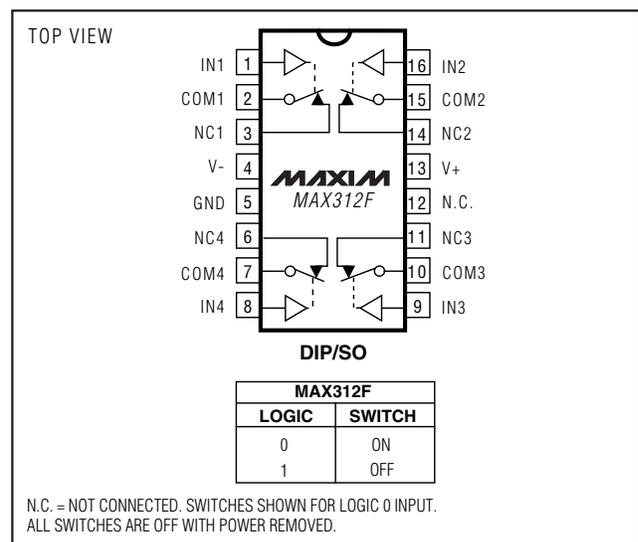 TOP VIEW
IN1 1 16 IN2
COM1 2 15 COM2
NC1 3 14 NC2
V- 4 13 V+
MAXIM
GND 5 MAX312F 12 N.C.
NC4 6 11 NC3
COM4 7 10 COM3
IN4 8 9 IN3
DIP/SO
MAX312F
LOGIC SWITCH
0 ON
1 OFF
N.C. = NOT CONNECTED. SWITCHES SHOWN FOR LOGIC 0 INPUT.
ALL SWITCHES ARE OFF WITH POWER REMOVED.